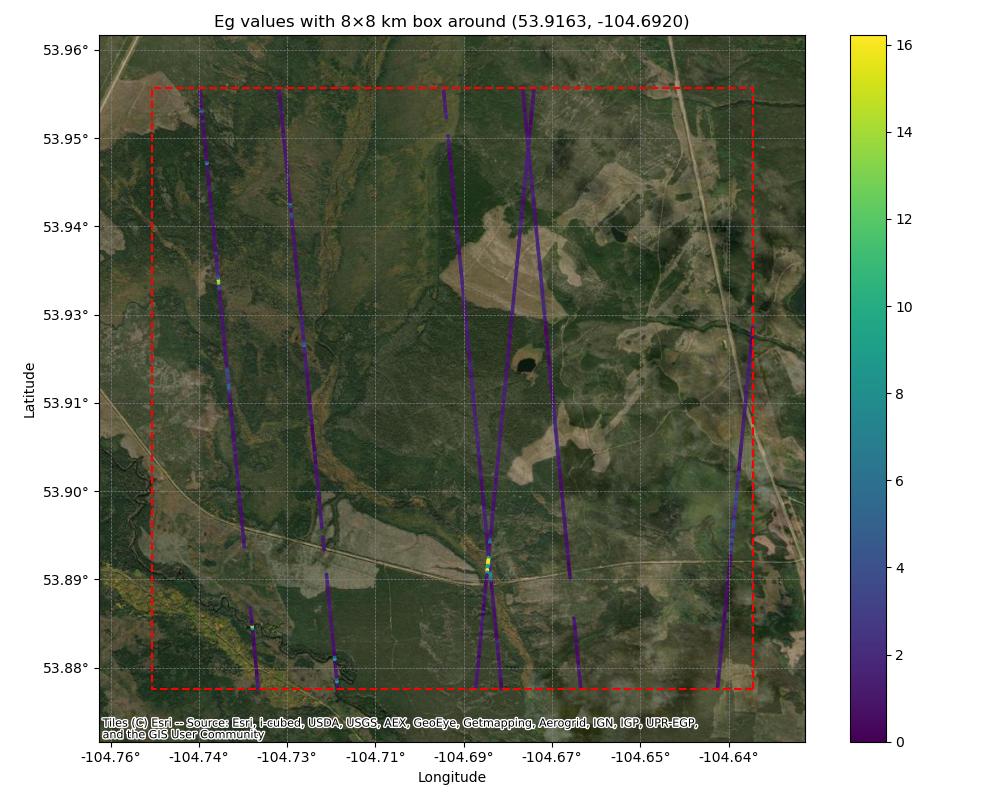 Eg values with 8×8 km box around (53.9163, -104.6920)
53.96°
53.95°
53.94°
53.93°
53.91°
53.90°
53.89°
53.88°
Latitude
Tiles (C) Esri -- Source: Esri, i-cubed, USDA, USGS, AEX, GeoEye, Getmapping, Aerogrid, IGN, IGP, UPR-EGP,
and the GIS User Community
-104.76° -104.74° -104.73° -104.71° -104.69° -104.67° -104.65° -104.64°
Longitude
16
14
12
10
8
6
4
2
0